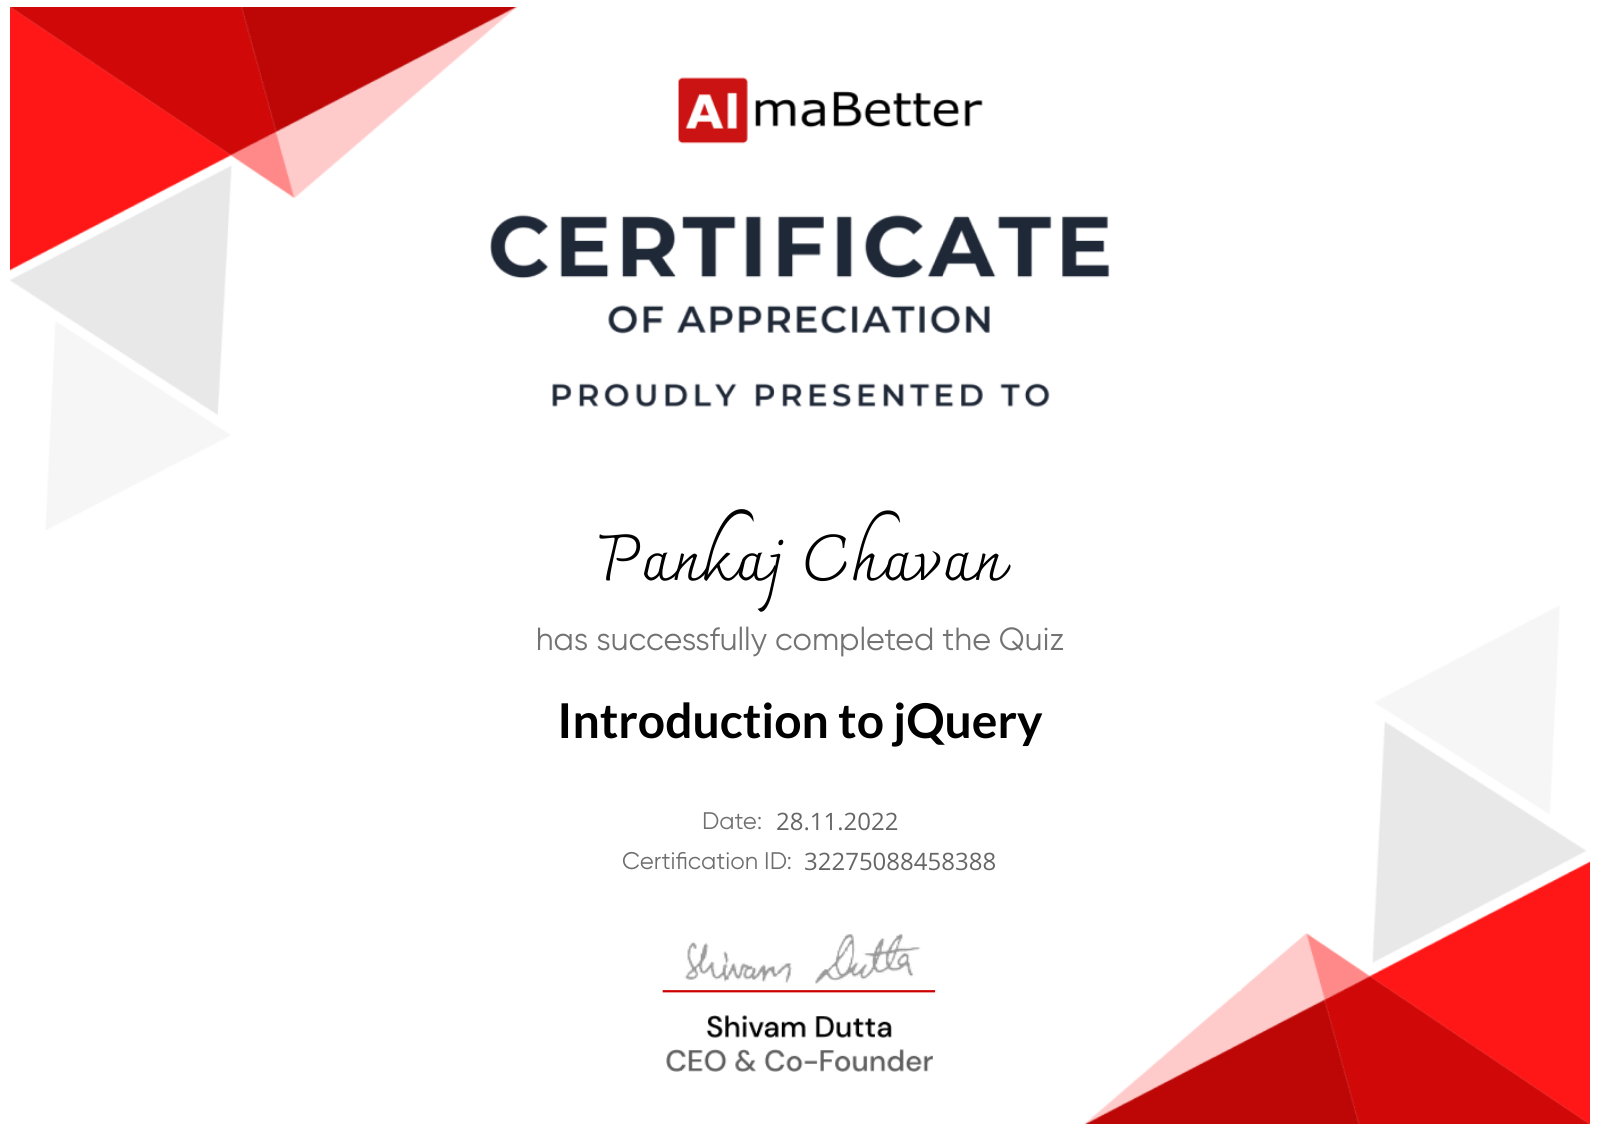 AlmaBetter
CERTIFICATE
OF APPRECIATION
PROUDLY PRESENTED TO
Pankaj Chavan
has successfully completed the Quiz
Introduction to jQuery
Date: 28.11.2022
Certification ID: 32275088458388
Shivam Dutta
Shivam Dutta
CEO & Co-Founder